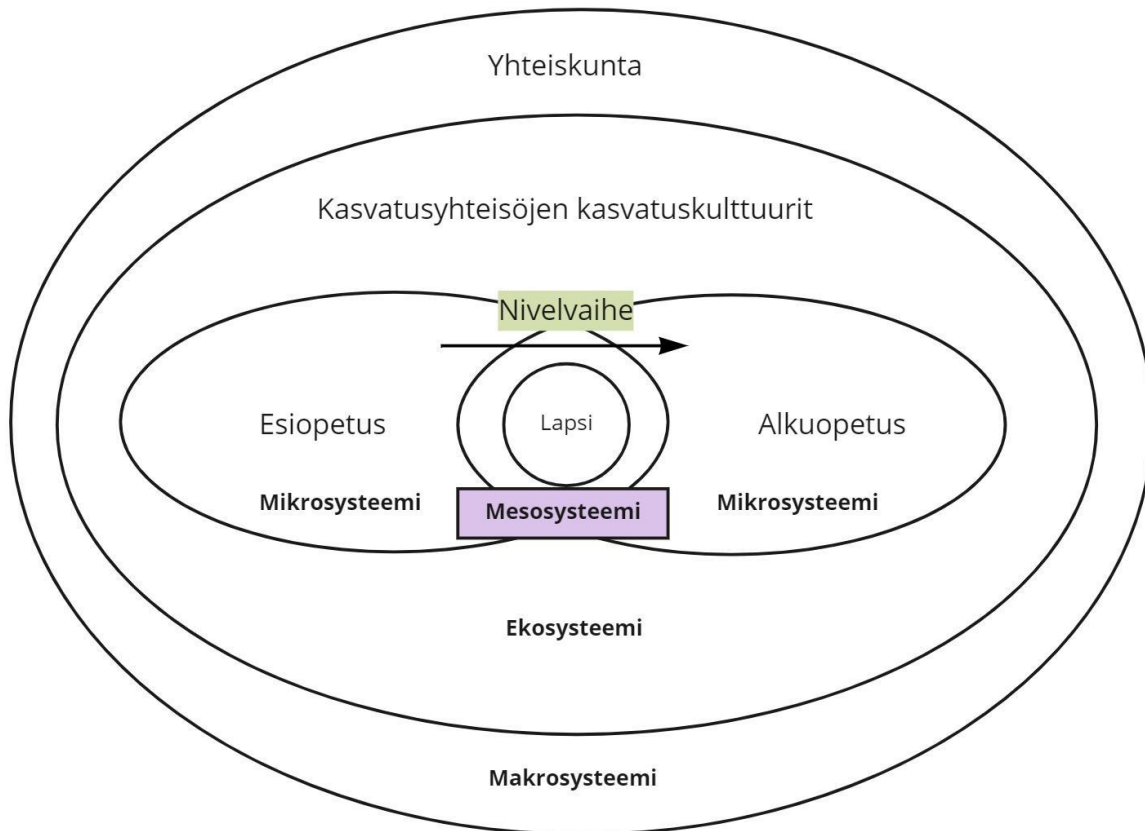 Yhteiskunta
Kasvatusyhteisöjen kasvatuskulttuurit
Nivelvaihe
Esiopetus
Lapsi
Alkuopetus
Mikrosysteemi
Mesosysteemi
Mikrosysteemi
Ekosysteemi
Makrosysteemi